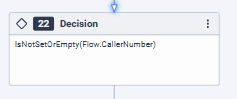 22 Decision
IsNotSetOrEmpty(Flow.CallerNumber)